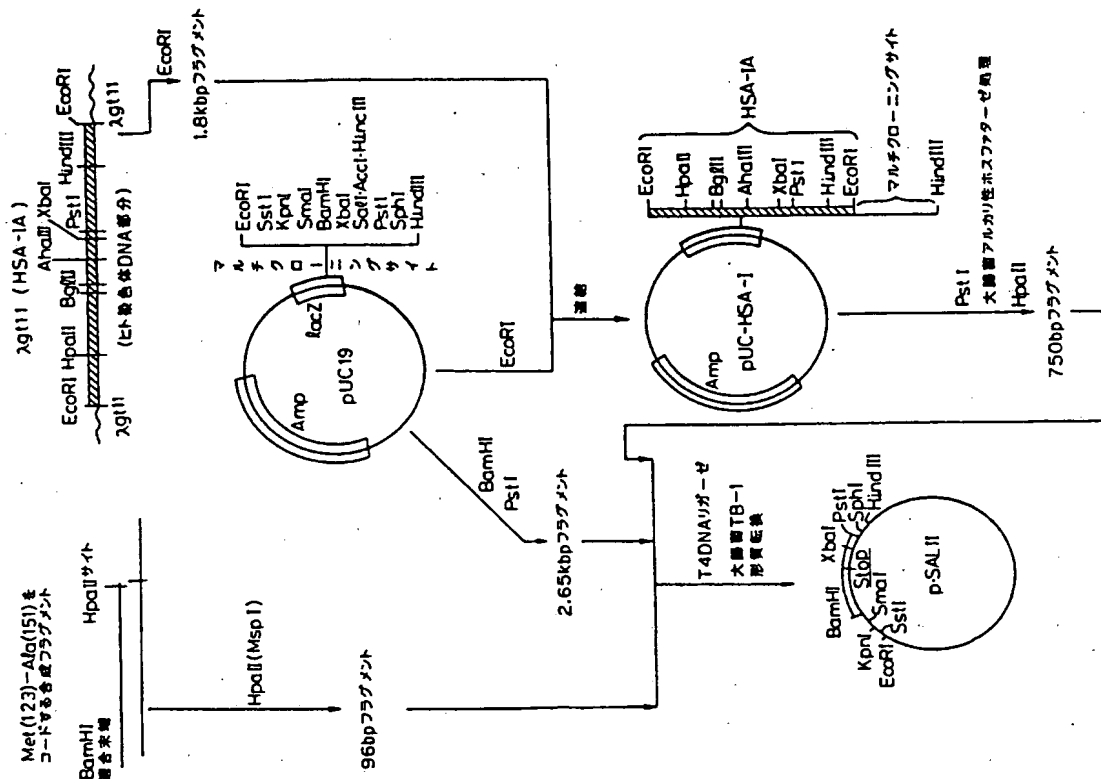 λgt11 (HSA-IA)
EcoRI HpaII BglII AhaIII XbaI PstI HindIII EcoRI
λgt11
(ヒト染色体DNA部分)
λgt11
EcoRI
1.8kbpフラグメント
Met(123)-Ala(151)を
コードする合成フラグメント
BamHI
HpaIIサイト
HpaII(MspI)
96bpフラグメント
マルチクローニングサイト
EcoRI
SstI
KpnI
SmaI
BamHI
XbaI
SalI・AccI・HincII
PstI
SphI
HindIII
lacZ
Amp
pUC19
EcoRI
BamHI
PstI
2.65kbpフラグメント
連結
HSA-IA
EcoRI
HpaII
BglII
AhaIII
XbaI
PstI
HindIII
EcoRI
マルチクローニングサイト
HindIII
Amp
pUC-HSA-I
PstI
大腸菌アルカリ性ホスファターゼ処理
HpaII
750bpフラグメント
T4DNAリガーゼ
大腸菌TB-1
形質転換
BamHI
XbaI
PstI
SphI
HindIII
Stop
KpnI
SmaI
EcoRI
SstI
p・SALII